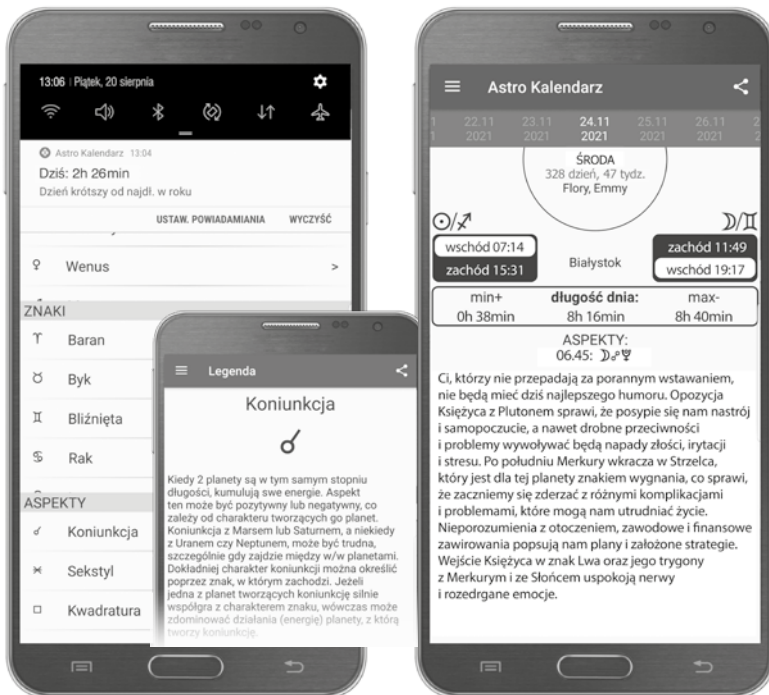 13:06 | Piątek, 20 sierpnia
Astro Kalendarz 13:04
Dziś: 2h 26min
Dzień krótszy od najdł. w roku
USTAW. POWIADAMIANIA WYCZYŚĆ
♀ Wenus >
ZNAKI
♈ Baran
♉ Byk
♊ Bliźnięta
♋ Rak
ASPEKTY
☌ Koniunkcja
⚹ Sekstyl
□ Kwadratura
Legenda
Koniunkcja
☌
Kiedy 2 planety są w tym samym stopniu
długości, kumulują swe energie. Aspekt
ten może być pozytywny lub negatywny, co
zależy od charakteru tworzących go planet.
Koniunkcja z Marsem lub Saturnem, a niekiedy
z Uranem czy Neptunem, może być trudna,
szczególnie gdy zajdzie między w/w planetami.
Dokładniej charakter koniunkcji można określić
poprzez znak, w którym zachodzi. Jeżeli
jedna z planet tworzących koniunkcję silnie
współgra z charakterem znaku, wówczas może
zdominować działania (energię) planety, z którą
tworzy koniunkcję.
Astro Kalendarz
22.11 23.11 24.11 25.11 26.11
2021 2021 2021 2021 2021
ŚRODA
328 dzień, 47 tydz.
Flory, Emmy
☉/♐ ☽/♊
wschód 07:14 zachód 11:49
Białystok
zachód 15:31 wschód 19:17
min+ długość dnia: max-
0h 38min 8h 16min 8h 40min
ASPEKTY:
06.45: ☽☍♆
Ci, którzy nie przepadają za porannym wstawaniem,
nie będą mieć dziś najlepszego humoru. Opozycja
Księżyca z Plutonem sprawi, że posypie się nam nastrój
i samopoczucie, a nawet drobne przeciwności
i problemy wywoływać będą napady złości, irytacji
i stresu. Po południu Merkury wkracza w Strzelca,
który jest dla tej planety znakiem wygnania, co sprawi,
że zaczniemy się zderzać z różnymi komplikacjami
i problemami, które mogą nam utrudniać życie.
Nieporozumienia z otoczeniem, zawodowe i finansowe
zawirowania popsują nam plany i założone strategie.
Wejście Księżyca w znak Lwa oraz jego trygony
z Merkurym i ze Słońcem uspokoją nerwy
i rozedrgane emocje.